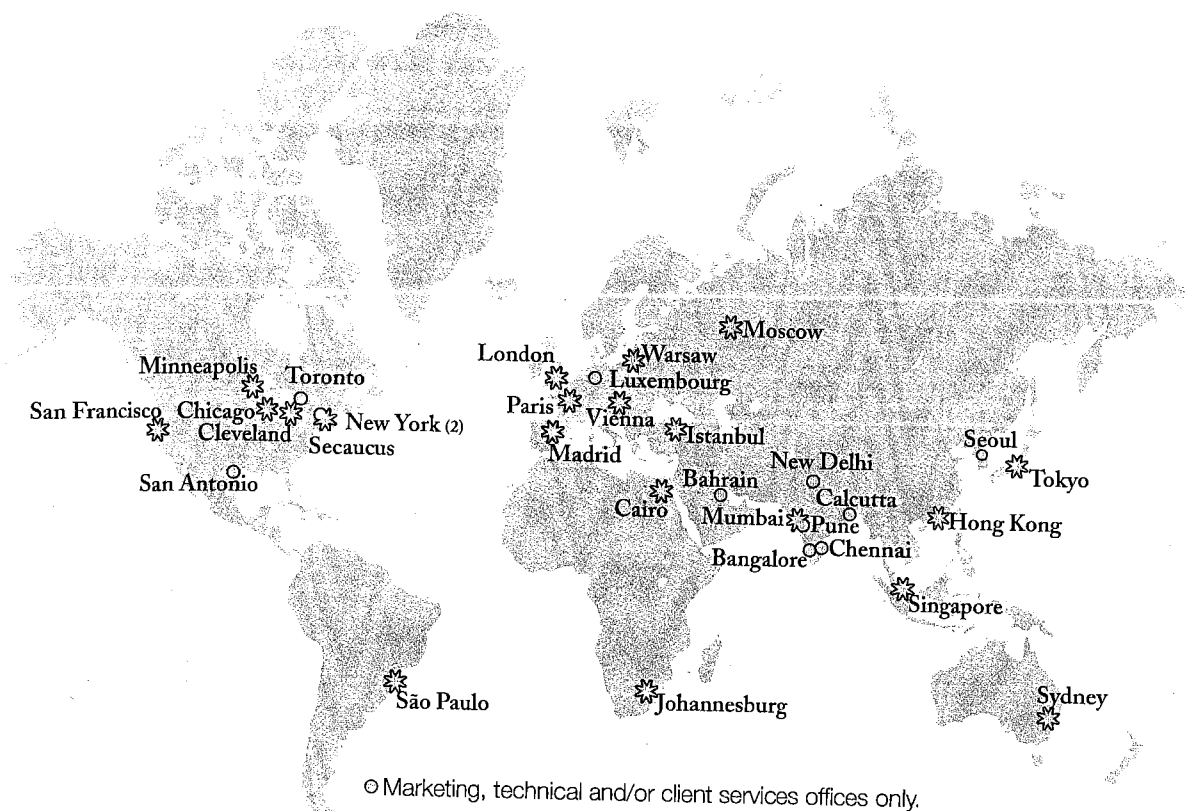 Moscow
London
Warsaw
Luxembourg
Minneapolis
Toronto
Paris
Vienna
San Francisco
Chicago
New York (2)
Cleveland
Secaucus
Istanbul
Madrid
Seoul
New Delhi
Tokyo
San Antonio
Bahrain
Calcutta
Cairo
Mumbai
Pune
Hong Kong
Bangalore
Chennai
Singapore
São Paulo
Johannesburg
Sydney
Marketing, technical and/or client services offices only.